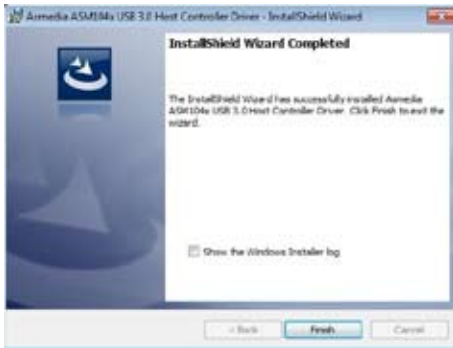 Asmedia ASM104x USB 3.0 Host Controller Driver - InstallShield Wizard
InstallShield Wizard Completed
The InstallShield Wizard has successfully installed Asmedia
ASM104x USB 3.0 Host Controller Driver. Click Finish to exit the
wizard.
Show the Windows Installer log
< Back
Finish
Cancel